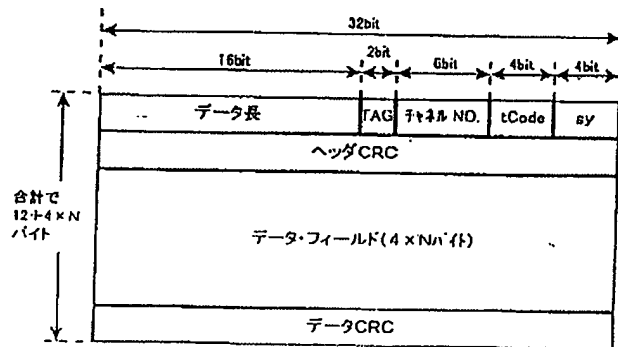 32bit
16bit
2bit
6bit
4bit
4bit
データ長
TAG
チャネル NO.
tCode
sy
ヘッダCRC
合計で
12+4×N
バイト
データ・フィールド(4×Nバイト)
データCRC